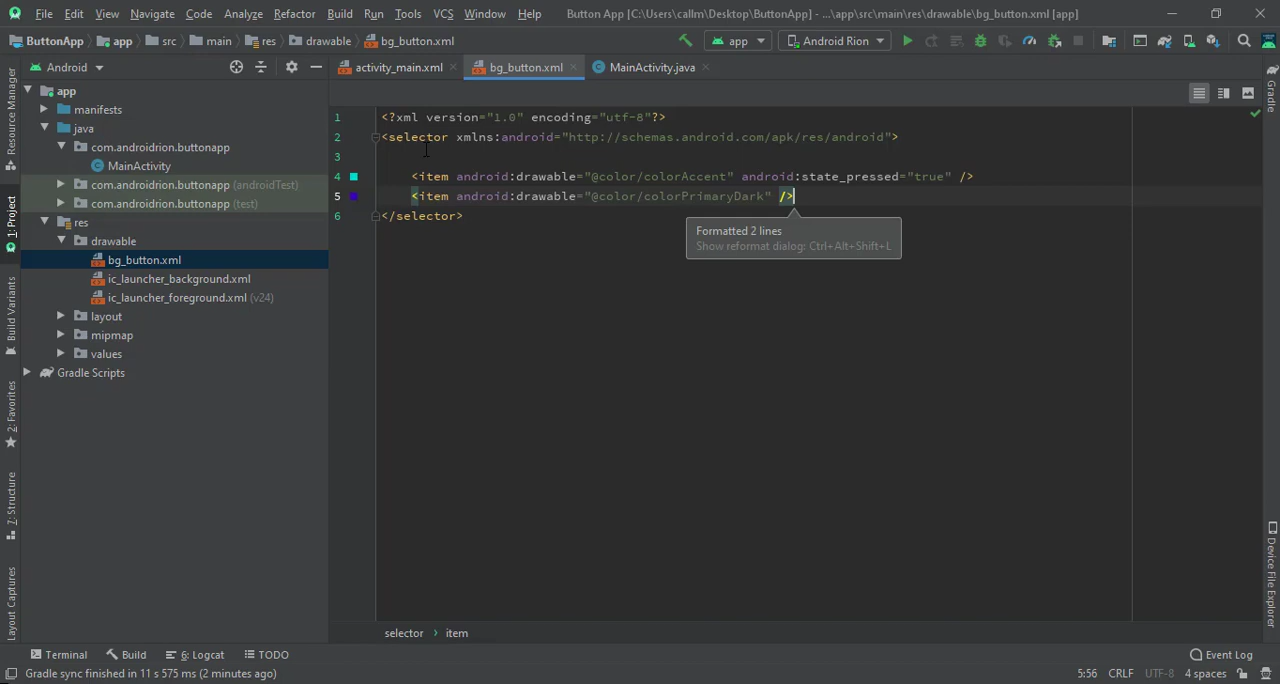 File Edit View Navigate Code Analyze Refactor Build Run Tools VCS Window Help Button App [C:\Users\callm\Desktop\ButtonApp] - ...\app\src\main\res\drawable\bg_button.xml [app]
ButtonApp app src main res drawable bg_button.xml app Android Rion
Android
activity_main.xml bg_button.xml MainActivity.java
Resource Manager
1: Project
Build Variants
2: Favorites
Z: Structure
Layout Captures
app
manifests
java
com.androidrion.buttonapp
MainActivity
com.androidrion.buttonapp (androidTest)
com.androidrion.buttonapp (test)
res
drawable
bg_button.xml
ic_launcher_background.xml
ic_launcher_foreground.xml (v24)
layout
mipmap
values
Gradle Scripts
1 <?xml version="1.0" encoding="utf-8"?>
2 <selector xmlns:android="http://schemas.android.com/apk/res/android">
3
4 <item android:drawable="@color/colorAccent" android:state_pressed="true" />
5 <item android:drawable="@color/colorPrimaryDark" />
6 </selector>
Formatted 2 lines
Show reformat dialog: Ctrl+Alt+Shift+L
Gradle
Device File Explorer
selector › item
Terminal Build 6: Logcat TODO Event Log
Gradle sync finished in 11 s 575 ms (2 minutes ago) 5:56 CRLF UTF-8 4 spaces